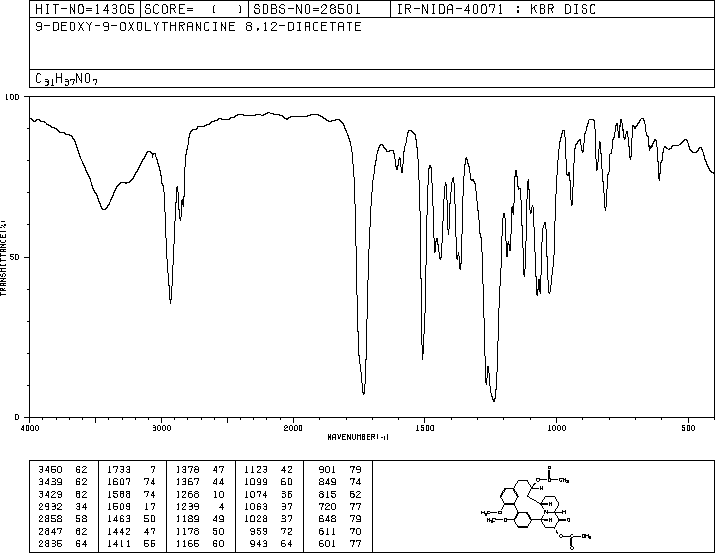 HIT-NO=14305 SCORE= ( ) SDBS-NO=28501 IR-NIDA-40071 : KBR DISC
9-DEOXY-9-OXOLYTHRANCINE 8,12-DIACETATE
C31H37NO7
100
50
0
TRANSMITTANCE(%)
4000 3000 2000 1500 1000 500
WAVENUMBER(-1)
3460 62 1733 7 1378 47 1123 42 901 79
3439 62 1607 74 1367 44 1099 60 849 74
3429 62 1588 74 1268 10 1074 36 815 62
2932 34 1509 17 1239 4 1063 37 720 77
2858 58 1463 50 1189 49 1028 37 648 79
2847 62 1442 47 1178 50 959 72 611 70
2836 64 1411 55 1165 60 943 64 601 77